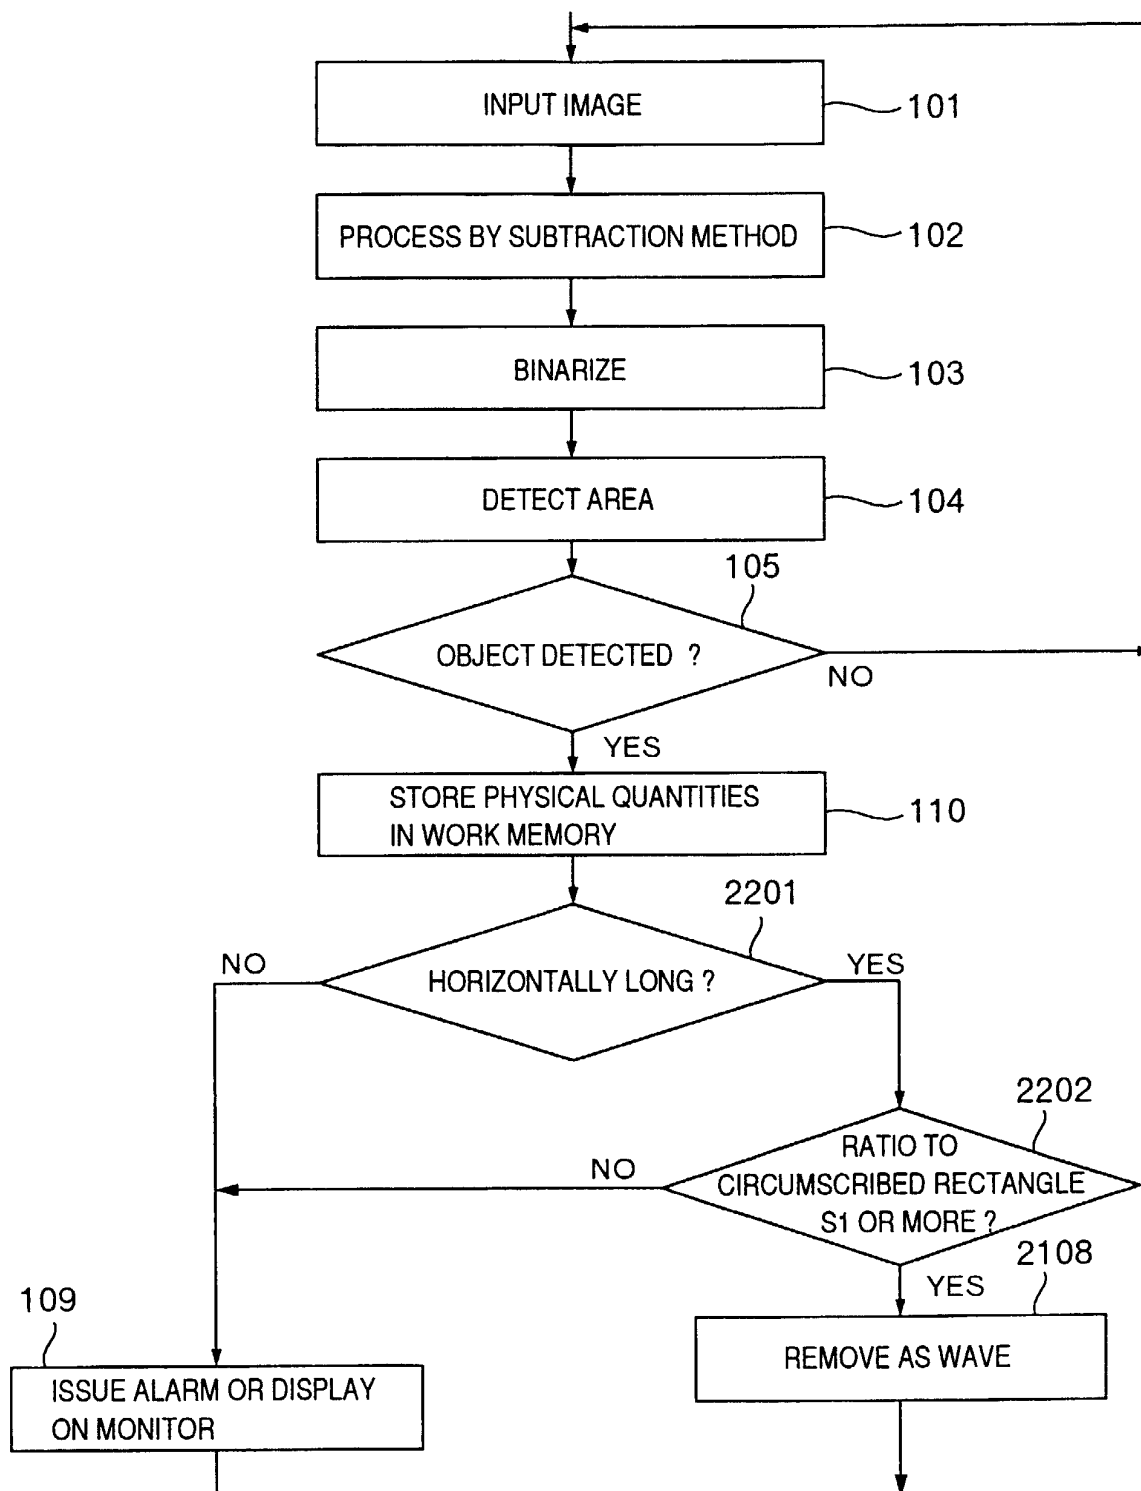 INPUT IMAGE
101
PROCESS BY SUBTRACTION METHOD
102
BINARIZE
103
DETECT AREA
104
105
OBJECT DETECTED ?
NO
YES
STORE PHYSICAL QUANTITIES
IN WORK MEMORY
110
2201
NO
HORIZONTALLY LONG ?
YES
2202
RATIO TO
CIRCUMSCRIBED RECTANGLE
S1 OR MORE ?
NO
YES
2108
REMOVE AS WAVE
109
ISSUE ALARM OR DISPLAY
ON MONITOR